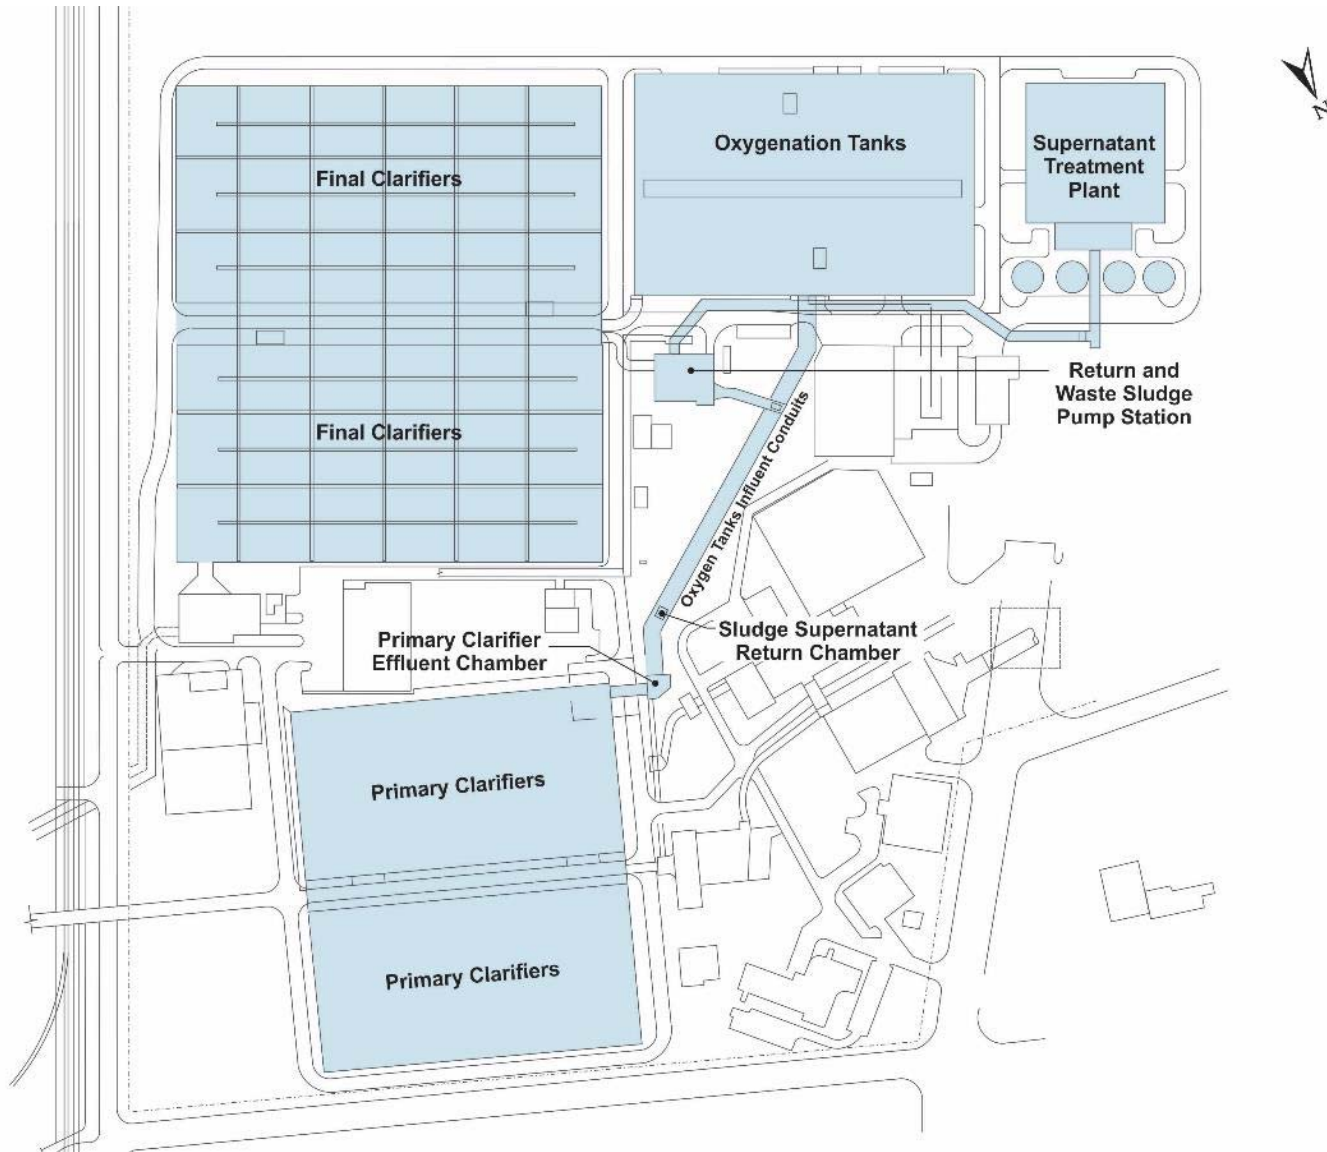 Final Clarifiers
Oxygenation Tanks
Supernatant
Treatment
Plant
N
Return and
Waste Sludge
Pump Station
Final Clarifiers
Oxygen Tanks Influent Conduits
Sludge Supernatant
Return Chamber
Primary Clarifier
Effluent Chamber
Primary Clarifiers
Primary Clarifiers